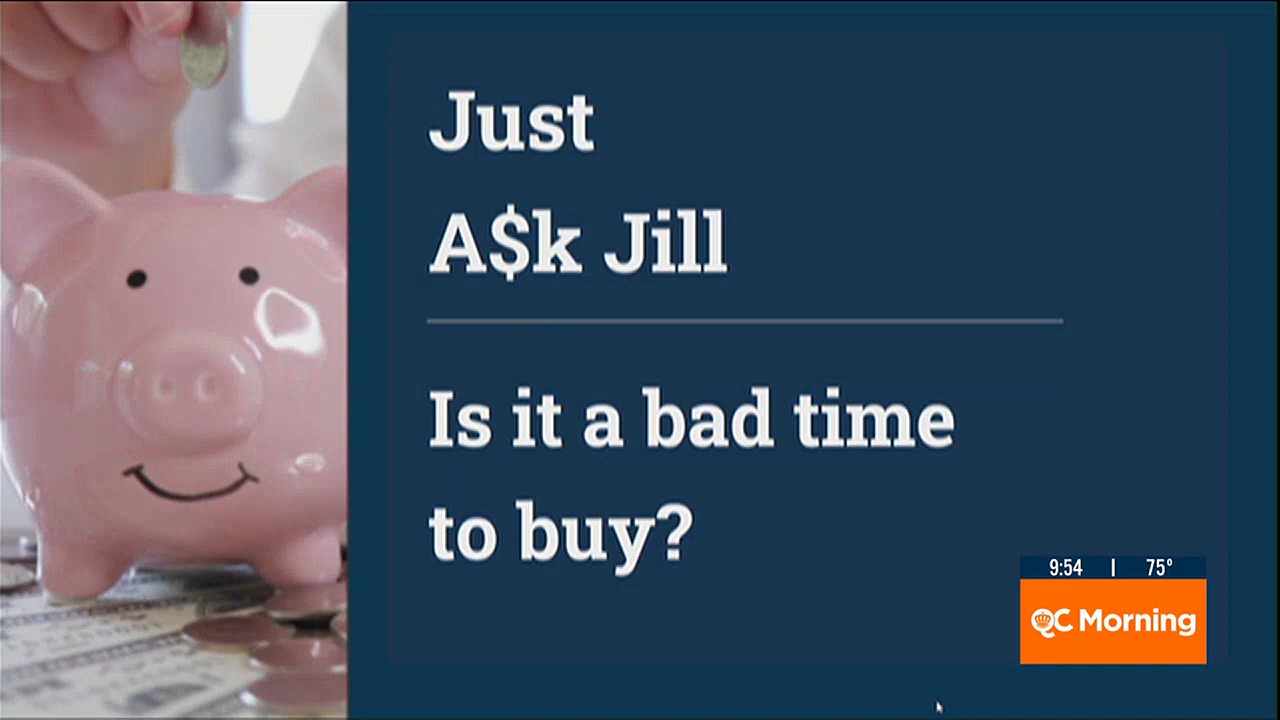 Just
A$k Jill
Is it a bad time
to buy?
9:54 | 75°
QC Morning